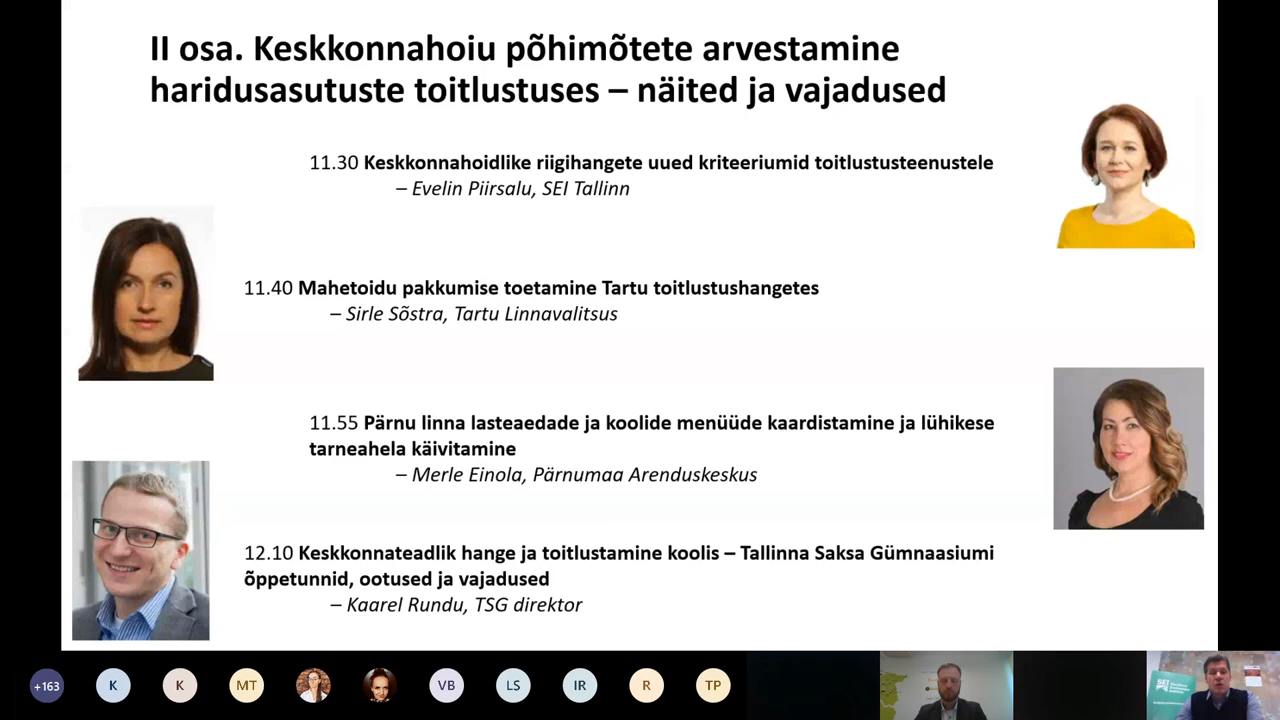 II osa. Keskkonnahoiu põhimõtete arvestamine
haridusasutuste toitlustuses – näited ja vajadused
11.30 Keskkonnahoidlike riigihangete uued kriteeriumid toitlustusteenustele
– Evelin Piirsalu, SEI Tallinn
11.40 Mahetoidu pakkumise toetamine Tartu toitlustushangetes
– Sirle Sõstra, Tartu Linnavalitsus
11.55 Pärnu linna lasteaedade ja koolide menüüde kaardistamine ja lühikese
tarneahela käivitamine
– Merle Einola, Pärnumaa Arenduskeskus
12.10 Keskkonnateadlik hange ja toitlustamine koolis – Tallinna Saksa Gümnaasiumi
õppetunnid, ootused ja vajadused
– Kaarel Rundu, TSG direktor
+163 K K MT VB LS IR R TP
SEI